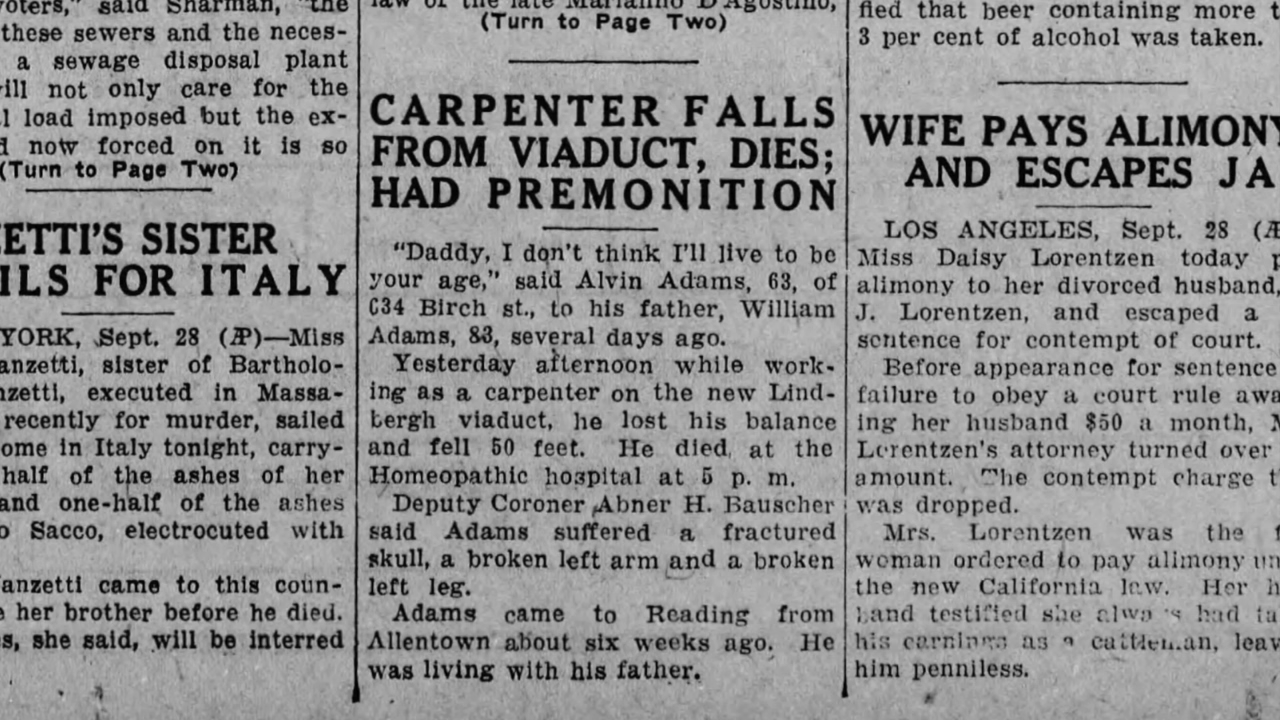 voters," said Sharman, "the
these sewers and the neces-
a sewage disposal plant
will not only care for the
load imposed but the ex-
now forced on it is so
(Turn to Page Two)
ETTI'S SISTER
ILS FOR ITALY
YORK, Sept. 28 (AP)—Miss
anzetti, sister of Bartholo-
nzetti, executed in Massa-
recently for murder, sailed
ome in Italy tonight, carry-
half of the ashes of her
and one-half of the ashes
o Sacco, electrocuted with
anzetti came to this coun-
e her brother before he died.
s, she said, will be interred
law of the late Marianno D'Agostino,
(Turn to Page Two)
CARPENTER FALLS
FROM VIADUCT, DIES;
HAD PREMONITION
"Daddy, I don't think I'll live to be
your age," said Alvin Adams, 63, of
634 Birch st., to his father, William
Adams, 83, several days ago.
Yesterday afternoon while work-
ing as a carpenter on the new Lind-
bergh viaduct, he lost his balance
and fell 50 feet. He died at the
Homeopathic hospital at 5 p. m.
Deputy Coroner Abner H. Bauscher
said Adams suffered a fractured
skull, a broken left arm and a broken
left leg.
Adams came to Reading from
Allentown about six weeks ago. He
was living with his father.
fied that beer containing more t
3 per cent of alcohol was taken.
WIFE PAYS ALIMONY
AND ESCAPES JA
LOS ANGELES, Sept. 28 (AP
Miss Daisy Lorentzen today p
alimony to her divorced husband,
J. Lorentzen, and escaped a
sentence for contempt of court.
Before appearance for sentence
failure to obey a court rule awa
ing her husband $50 a month, M
Lorentzen's attorney turned over
amount. The contempt charge t
was dropped.
Mrs. Lorentzen was the f
woman ordered to pay alimony un
the new California law. Her h
band testified she always had ta
his earnings as a cattleman, leav
him penniless.